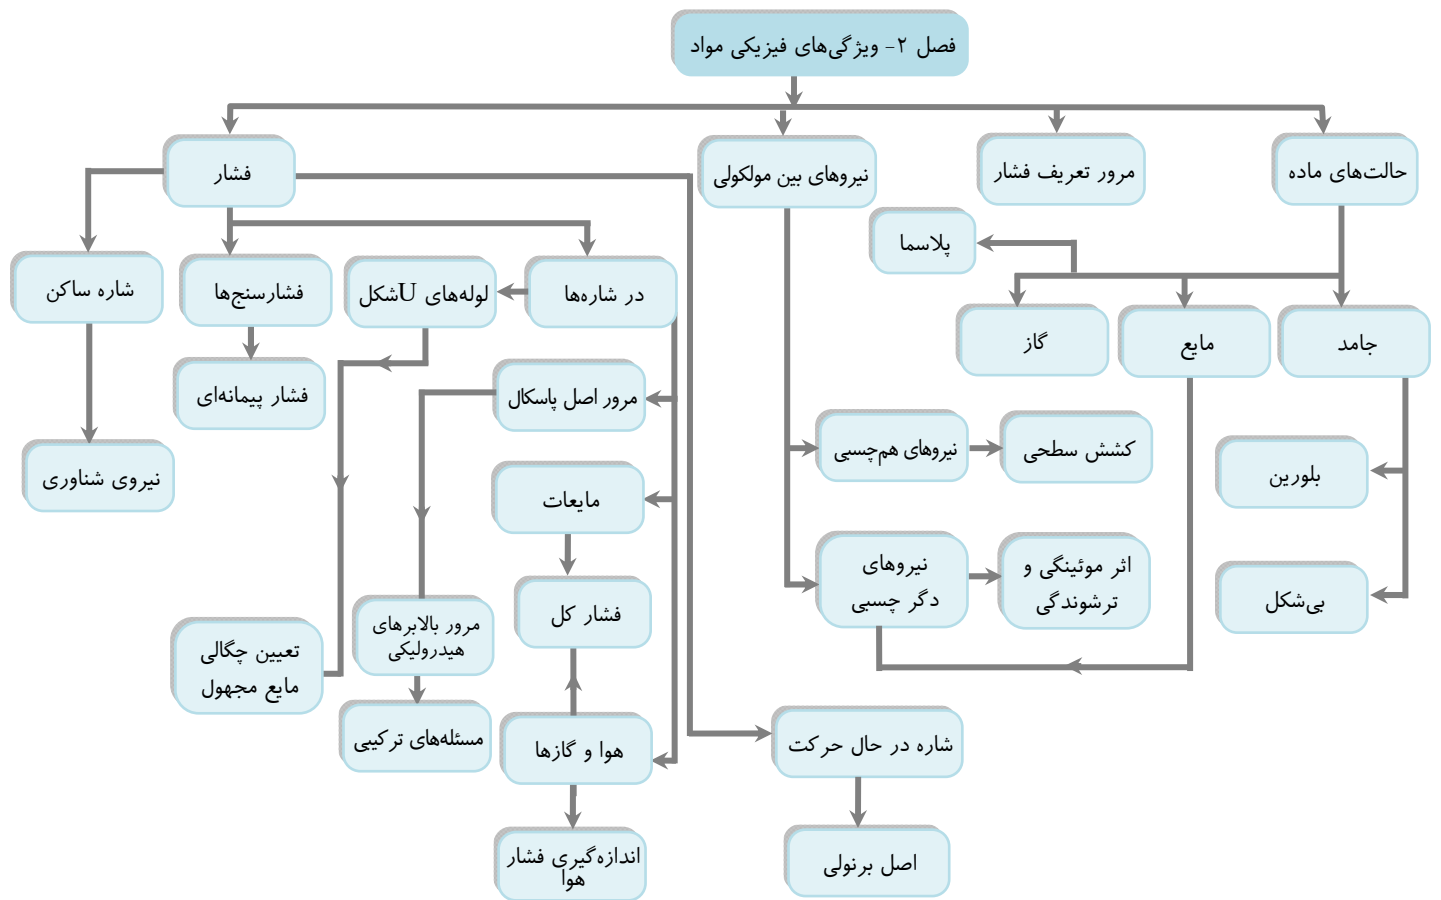 فصل ۲- ویژگی‌های فیزیکی مواد
حالت‌های ماده
مرور تعریف فشار
نیروهای بین مولکولی
فشار
پلاسما
جامد
مایع
گاز
در شاره‌ها
لوله‌های Uشکل
فشارسنج‌ها
شاره ساکن
مرور اصل پاسکال
فشار پیمانه‌ای
بلورین
کشش سطحی
نیروهای هم‌چسبی
مایعات
نیروی شناوری
بی‌شکل
اثر موئینگی و
ترشوندگی
نیروهای
دگر چسبی
فشار کل
مرور بالابرهای
هیدرولیکی
تعیین چگالی
مایع مجهول
شاره در حال حرکت
هوا و گازها
مسئله‌های ترکیبی
اصل برنولی
اندازه‌گیری فشار
هوا